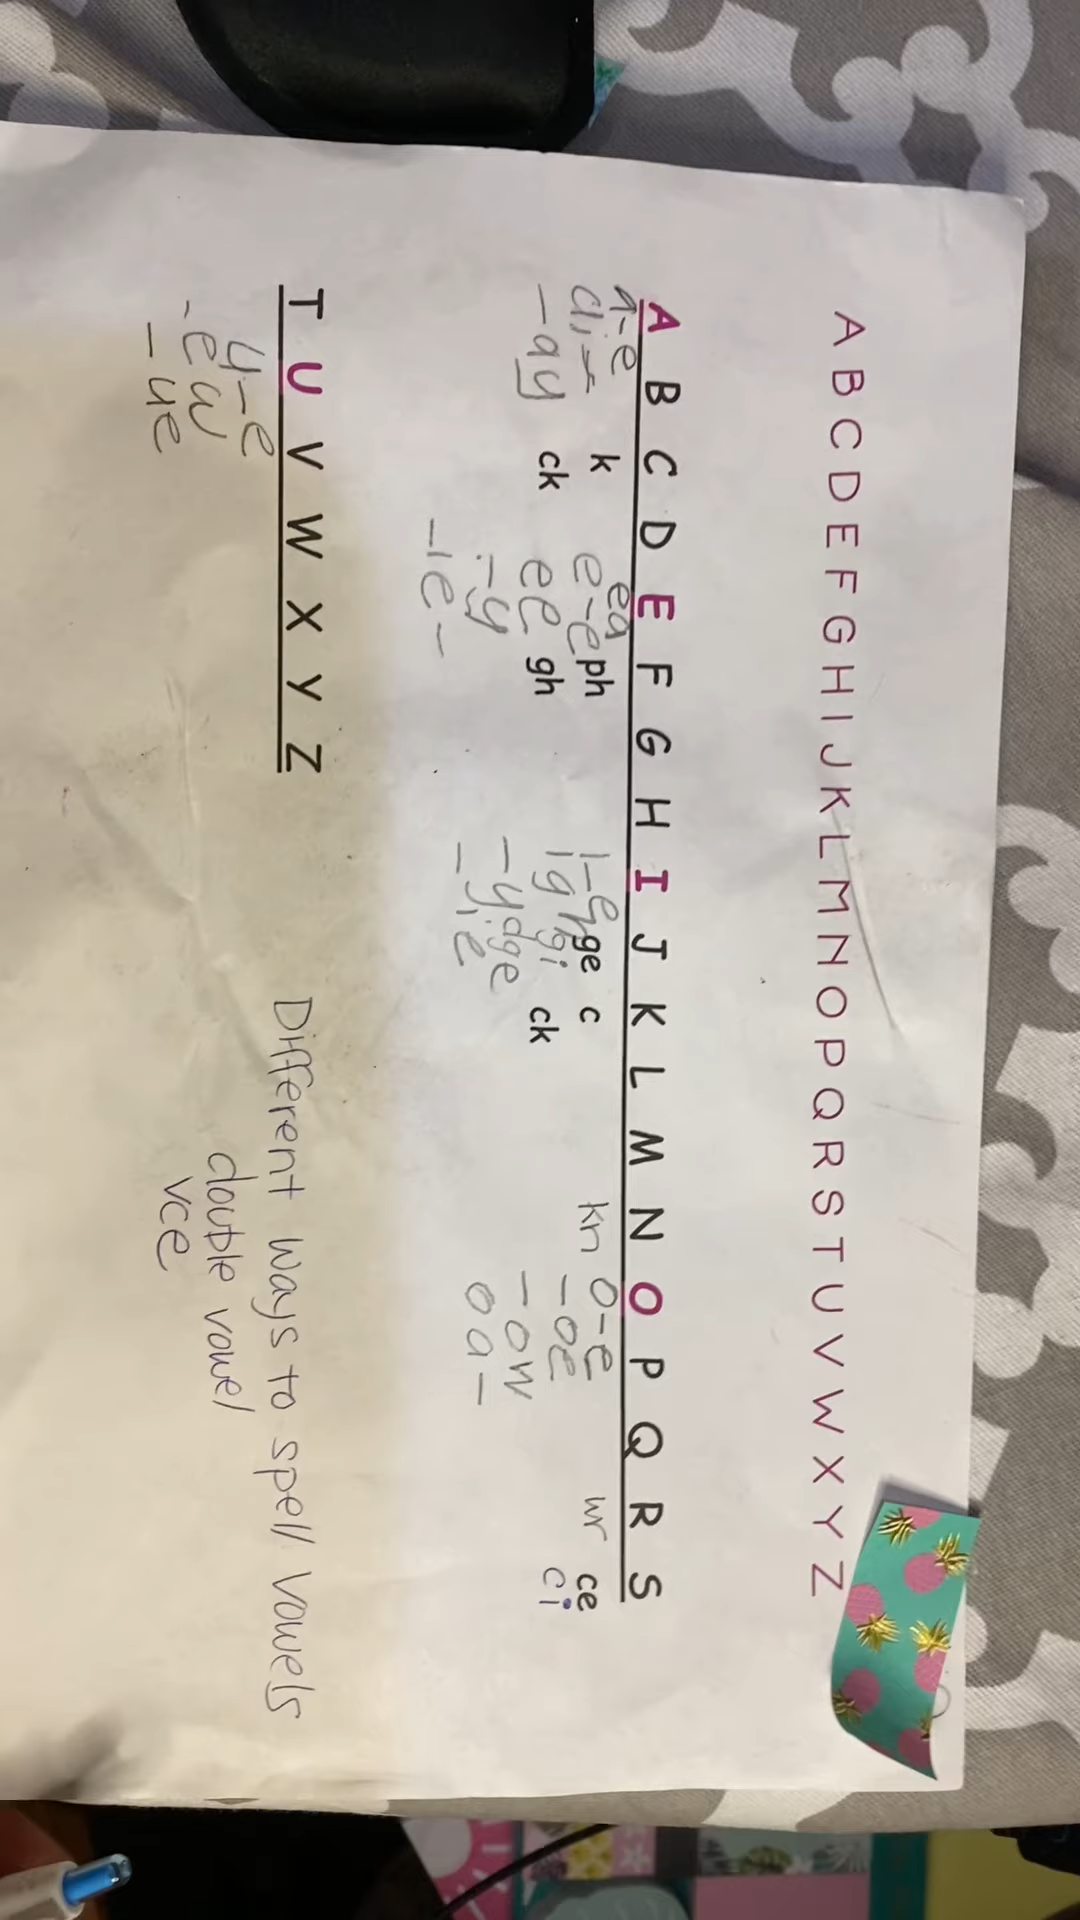 A B C D E F G H I J K L M N O P Q R S T U V W X Y Z
A B C D E F G H I J K L M N O P Q R S
a-e k ea ph i-e ge c kn o-e wr ce
ai- ck e-e gh igh gi ck -oe ci
-ay ee -y dge -ow
-y -ie oa-
-ie-
T U V W X Y Z
u-e
-ew
-ue
Different ways to spell vowels
double vowel
vce